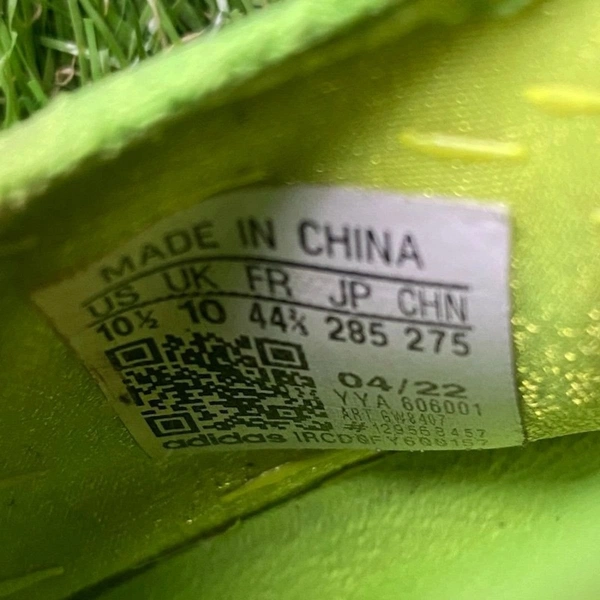 MADE IN CHINA
US UK FR JP CHN
10½ 10 44⅔ 285 275
04/22
YYA 606001
ART GW8407
adidas